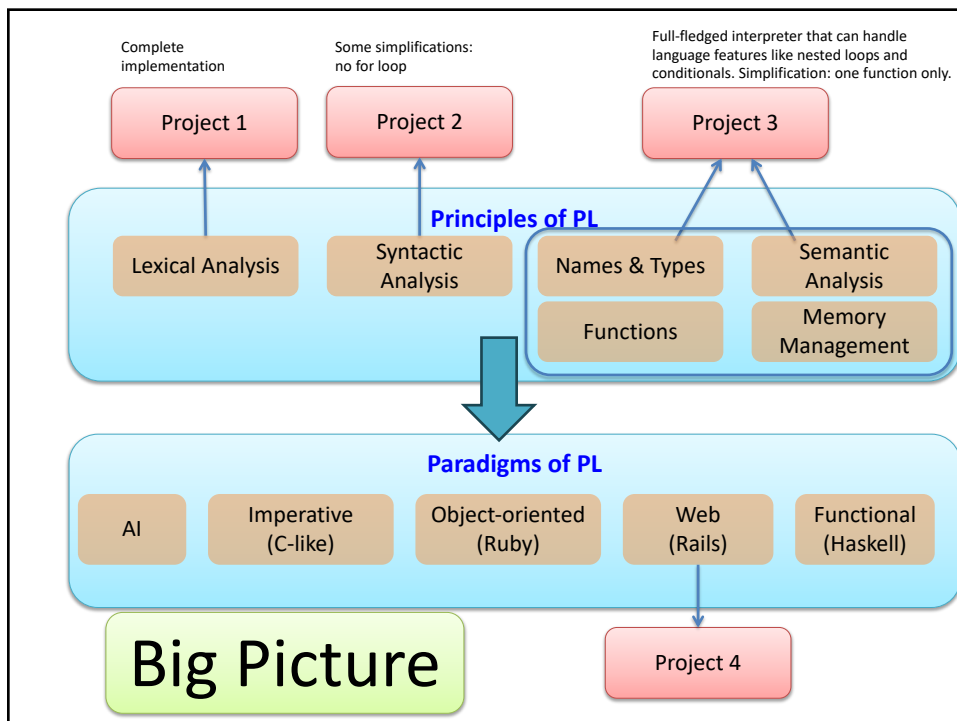 Complete
implementation
Some simplifications:
no for loop
Full-fledged interpreter that can handle
language features like nested loops and
conditionals. Simplification: one function only.
Project 1
Project 2
Project 3
Principles of PL
Lexical Analysis
Syntactic
Analysis
Names & Types
Semantic
Analysis
Functions
Memory
Management
Paradigms of PL
AI
Imperative
(C-like)
Object-oriented
(Ruby)
Web
(Rails)
Functional
(Haskell)
Big Picture
Project 4